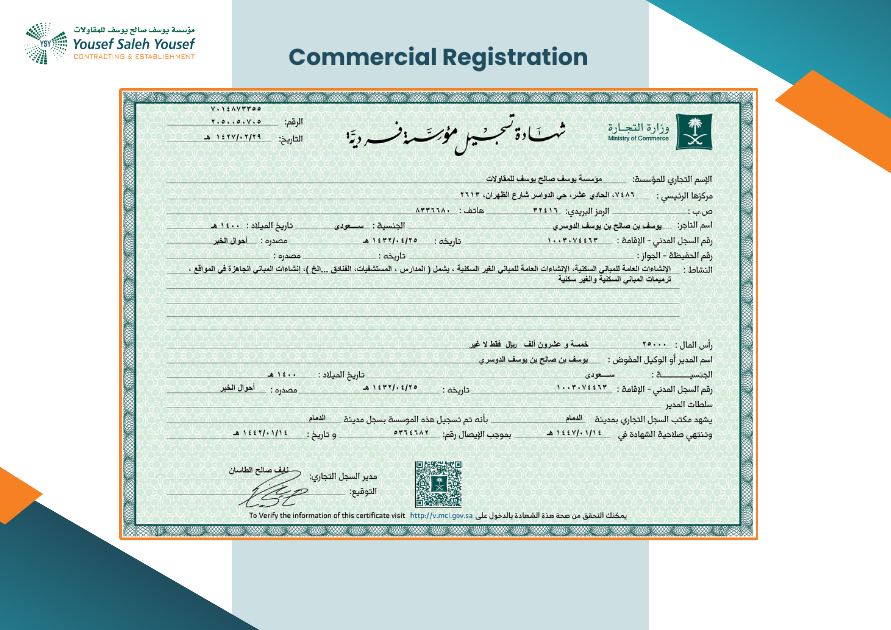 مؤسسة يوسف صالح يوسف للمقاولات
YSY
Yousef Saleh Yousef
CONTRACTING & ESTABLISHMENT
Commercial Registration
٧٠١٤٨٧٣٣٥٥
الرقم: ٢٠٥٠٠٥٠٧٠٥
التاريخ: ١٤٢٧/٠٢/٢٩ هـ
شهادة تسجيل مؤسسة فردية
وزارة التجارة
Ministry of Commerce
الإسم التجاري للمؤسسة: مؤسسة يوسف صالح يوسف للمقاولات
مركزها الرئيسي : ٧٤٨٦، الحادي عشر، حي الدواسر شارع الظهران، ٢٦١٣
ص ب : الرمز البريدي: ٣٢٤١٦ هاتف : ٨٣٣٦٦٨٠
اسم التاجر: يوسف بن صالح بن يوسف الدوسري الجنسية : سعودى تاريخ الميلاد : ١٤٠٠ هـ
رقم السجل المدني - الإقامة : ١٠٠٣٠٧٤٤٦٣ تاريخه : ١٤٣٢/٠٤/٢٥ هـ مصدره : أحوال الخبر
رقم الحفيظة - الجواز : تاريخه : مصدره :
النشاط : الإنشاءات العامة للمباني السكنية، الإنشاءات العامة للمباني الغير السكنية ، يشمل ( المدارس ، المستشفيات، الفنادق ...الخ )، إنشاءات المباني الجاهزة في المواقع ،
ترميمات المباني السكنية والغير سكنية
رأس المال : ٢٥٠٠٠ خمسة و عشرون ألف ريال فقط لا غير
اسم المدير أو الوكيل المفوض : يوسف بن صالح بن يوسف الدوسري
الجنسيـــــــة : سعودى تاريخ الميلاد : ١٤٠٠ هـ
رقم السجل المدني - الإقامة : ١٠٠٣٠٧٤٤٦٣ تاريخه : ١٤٣٢/٠٤/٢٥ هـ مصدره : أحوال الخبر
سلطات المدير
يشهد مكتب السجل التجاري بمدينة الدمام بأنه تم تسجيل هذه المؤسسة بسجل مدينة الدمام
وتنتهي صلاحية الشهادة في ١٤٤٧/٠١/١٤ هـ بموجب الإيصال رقم: ٥٣٦٤٦٨٢ و تاريخ : ١٤٤٢/٠١/١٤ هـ
مدير السجل التجاري: نايف صالح الطاسان
التوقيع:
يمكنك التحقق من صحة هذة الشهادة بالدخول على http://v.mci.gov.sa To Verify the information of this certificate visit